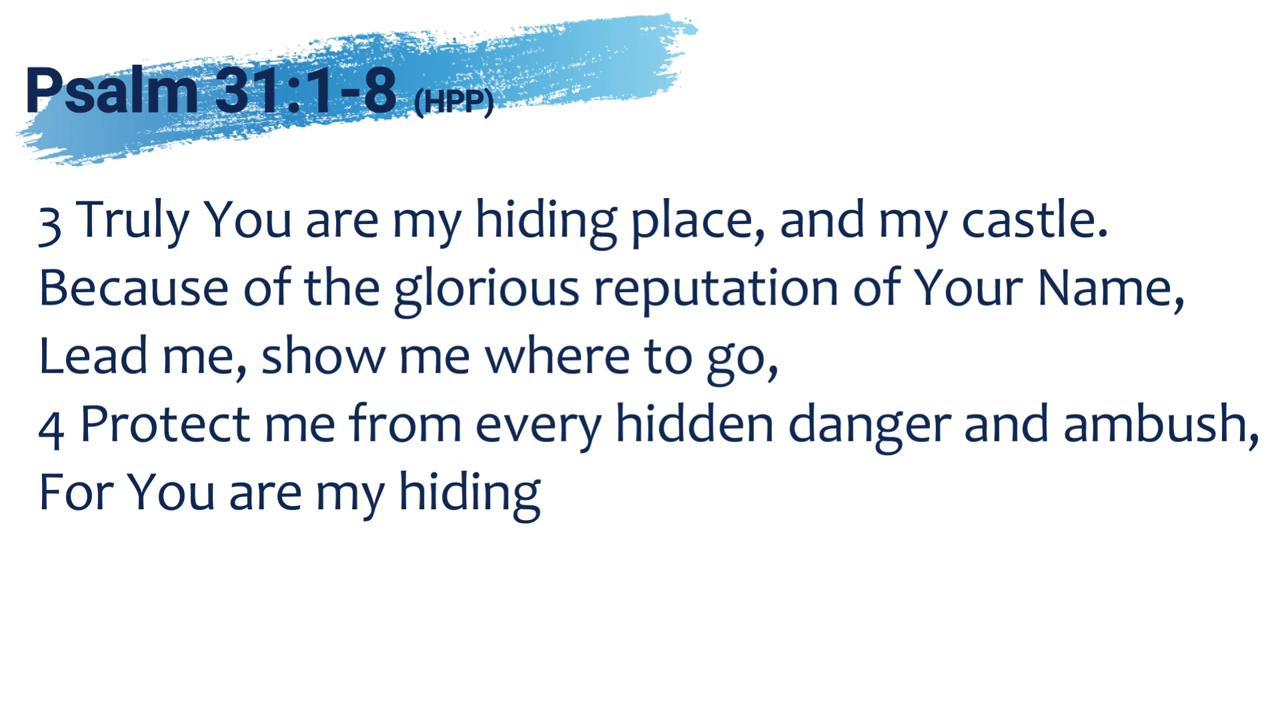 Psalm 31:1-8 (HPP)
3 Truly You are my hiding place, and my castle.
Because of the glorious reputation of Your Name,
Lead me, show me where to go,
4 Protect me from every hidden danger and ambush,
For You are my hiding